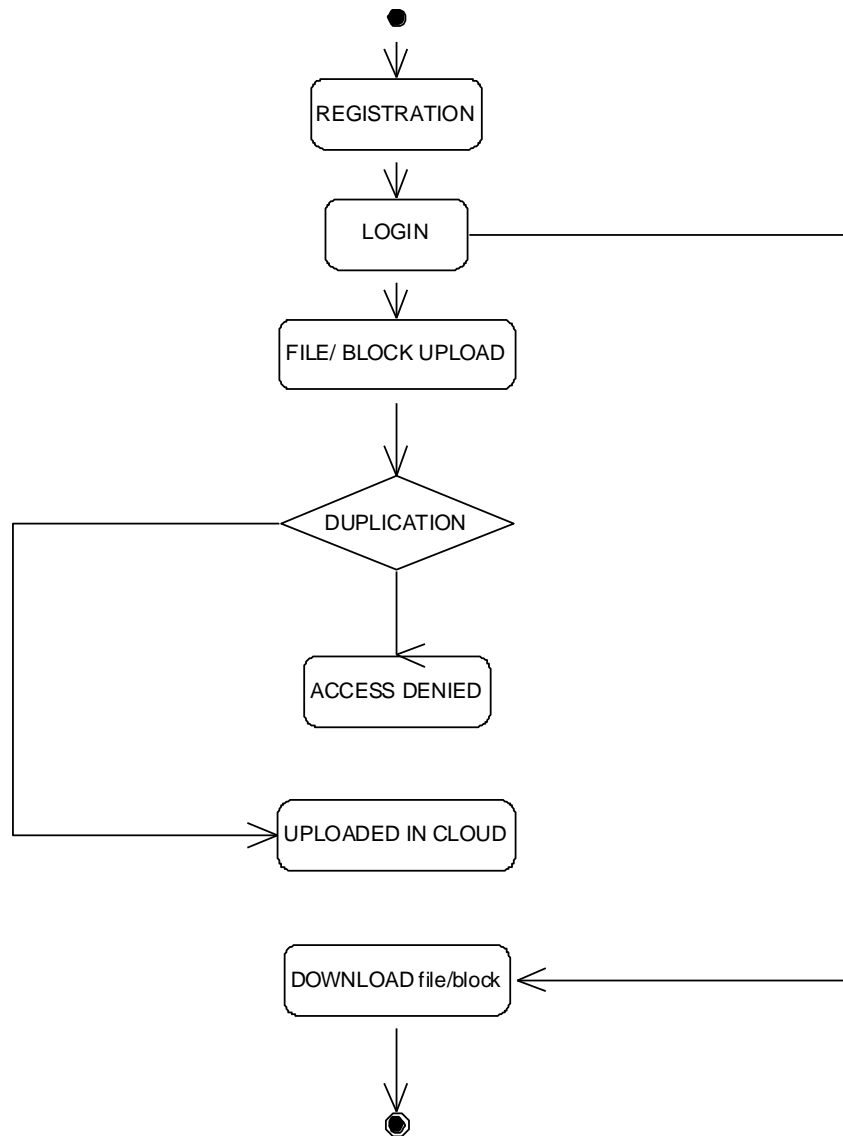 REGISTRATION
LOGIN
FILE/ BLOCK UPLOAD
DUPLICATION
ACCESS DENIED
UPLOADED IN CLOUD
DOWNLOAD file/block